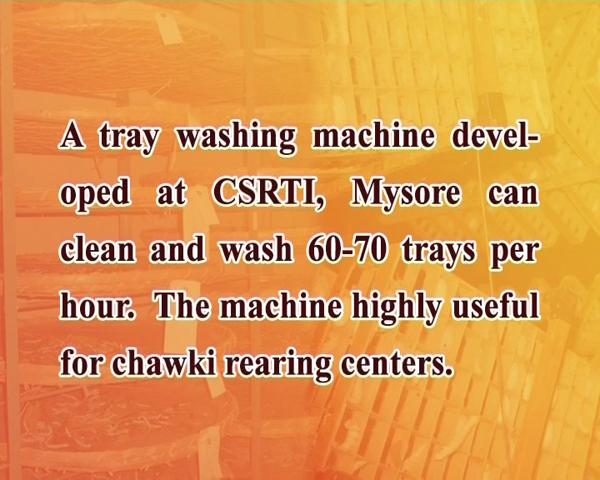 A tray washing machine devel-
oped at CSRTI, Mysore can
clean and wash 60-70 trays per
hour. The machine highly useful
for chawki rearing centers.